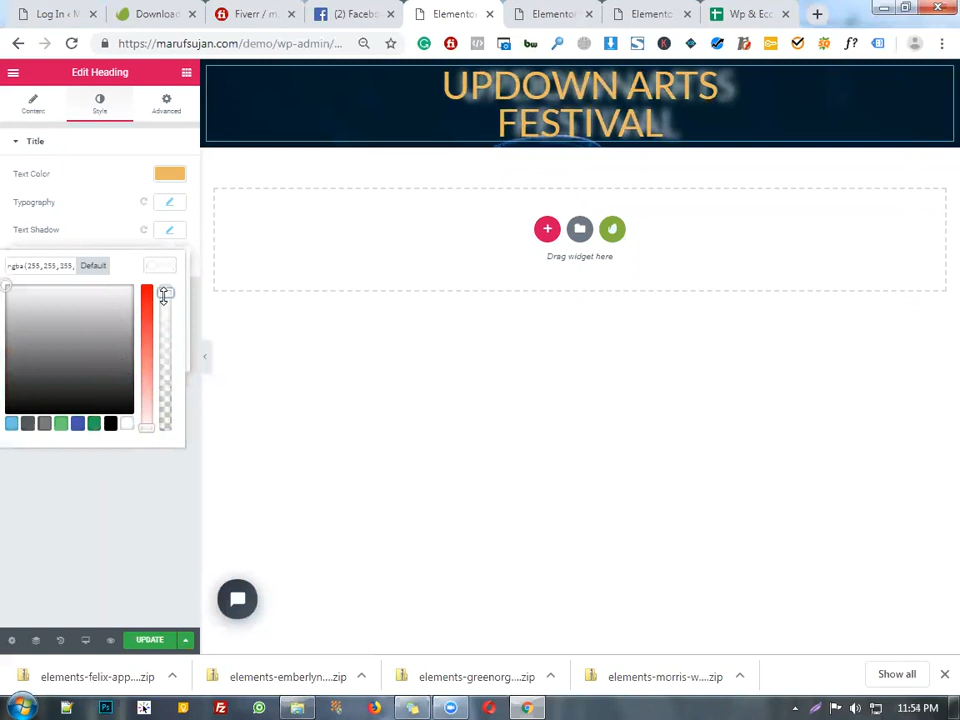 Log In ‹ M
Download
Fiverr / m
(2) Faceb
Elemento
Elemento
Elemento
Wp & Eco
https://marufsujan.com/demo/wp-admin/...
Edit Heading
Content
Style
Advanced
Title
Text Color
Typography
Text Shadow
rgba(255,255,255,
Default
UPDOWN ARTS
FESTIVAL
Drag widget here
UPDATE
elements-felix-app....zip
elements-emberlyn....zip
elements-greenorg....zip
elements-morris-w....zip
Show all
11:54 PM